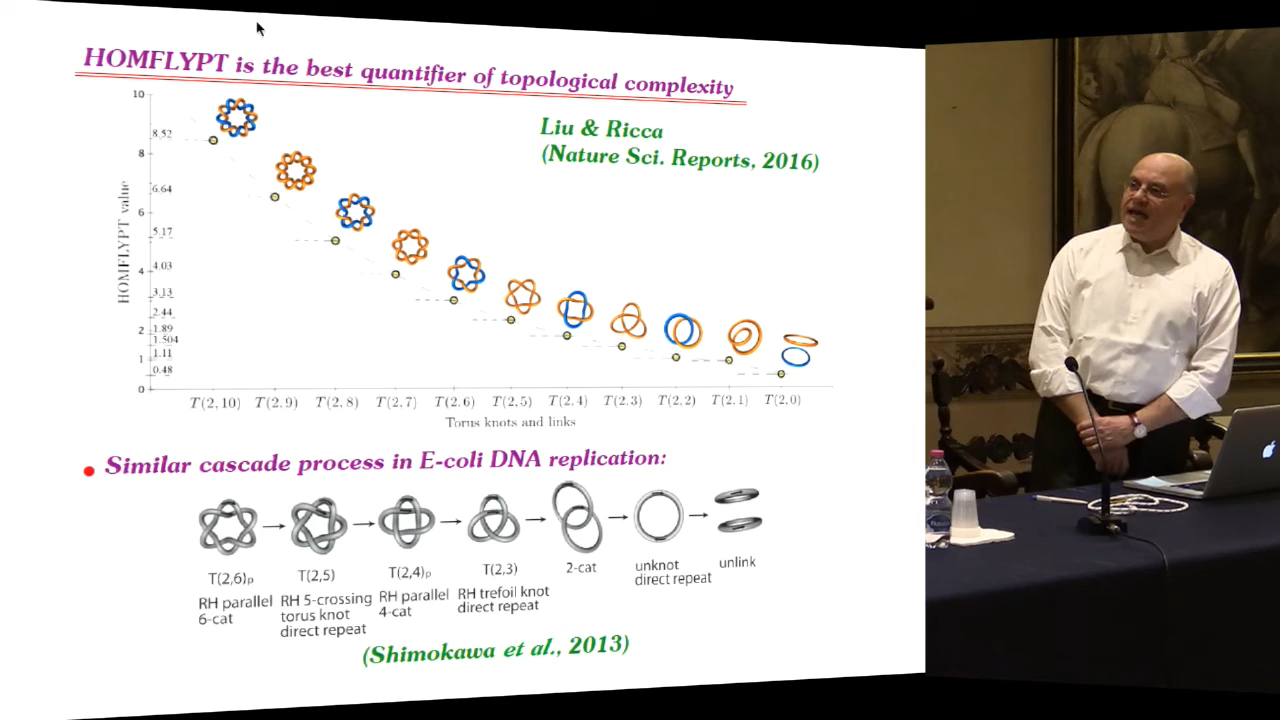 HOMFLYPT is the best quantifier of topological complexity
Liu & Ricca
(Nature Sci. Reports, 2016)
HOMFLYPT value
10
8.52
8
6.64
6
5.17
4.03
4
3.13
2.44
2
1.89
1.504
1.11
1
0.48
0
T(2,10) T(2,9) T(2,8) T(2,7) T(2,6) T(2,5) T(2,4) T(2,3) T(2,2) T(2,1) T(2,0)
Torus knots and links
• Similar cascade process in E-coli DNA replication:
T(2,6)p
RH parallel
6-cat
T(2,5)
RH 5-crossing
torus knot
direct repeat
T(2,4)p
RH parallel
4-cat
T(2,3)
RH trefoil knot
direct repeat
2-cat
unknot
direct repeat
unlink
(Shimokawa et al., 2013)